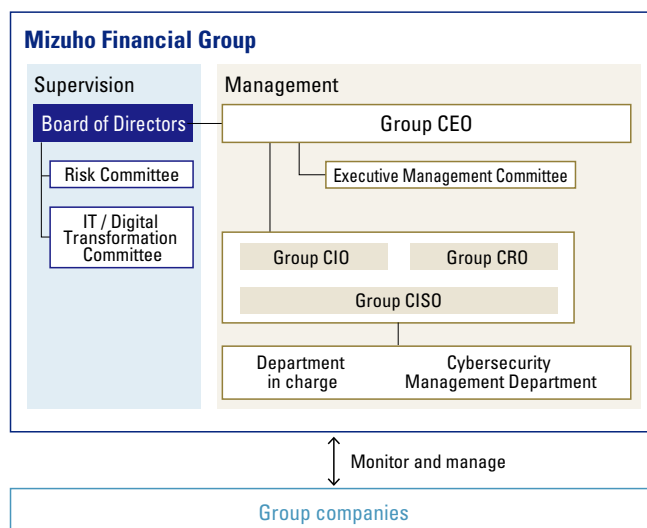 Mizuho Financial Group
Supervision
Management
Board of Directors
Group CEO
Risk Committee
Executive Management Committee
IT / Digital
Transformation
Committee
Group CIO
Group CRO
Group CISO
Department
in charge
Cybersecurity
Management Department
Monitor and manage
Group companies